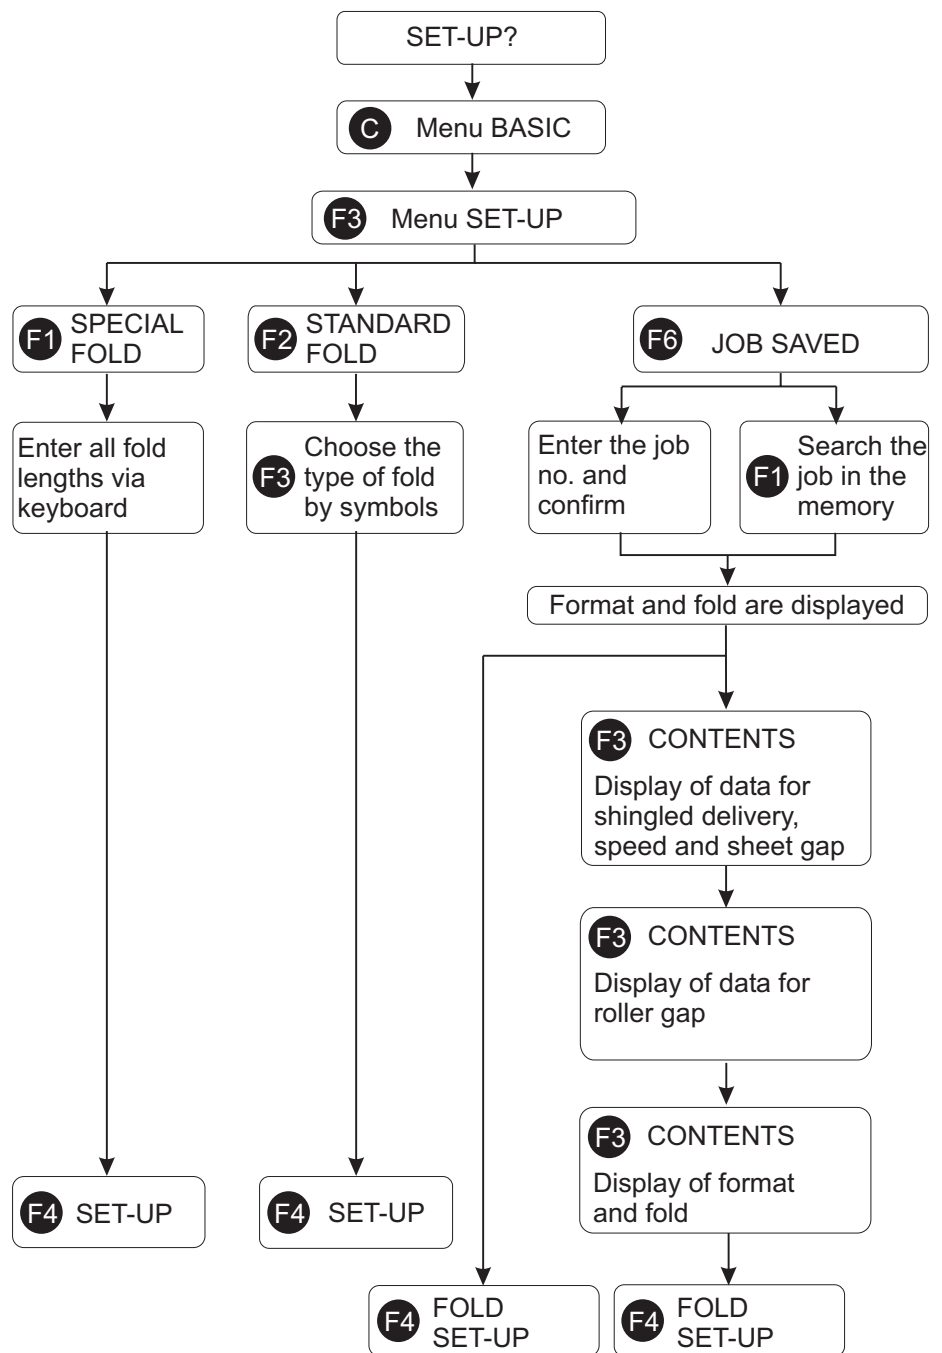 SET-UP?
C Menu BASIC
F3 Menu SET-UP
F1 SPECIAL
FOLD
F2 STANDARD
FOLD
F6 JOB SAVED
Enter all fold
lengths via
keyboard
F3 Choose the
type of fold
by symbols
Enter the job
no. and
confirm
F1 Search the
job in the
memory
Format and fold are displayed
F3 CONTENTS
Display of data for
shingled delivery,
speed and sheet gap
F3 CONTENTS
Display of data for
roller gap
F3 CONTENTS
Display of format
and fold
F4 SET-UP
F4 SET-UP
F4 FOLD
SET-UP
F4 FOLD
SET-UP